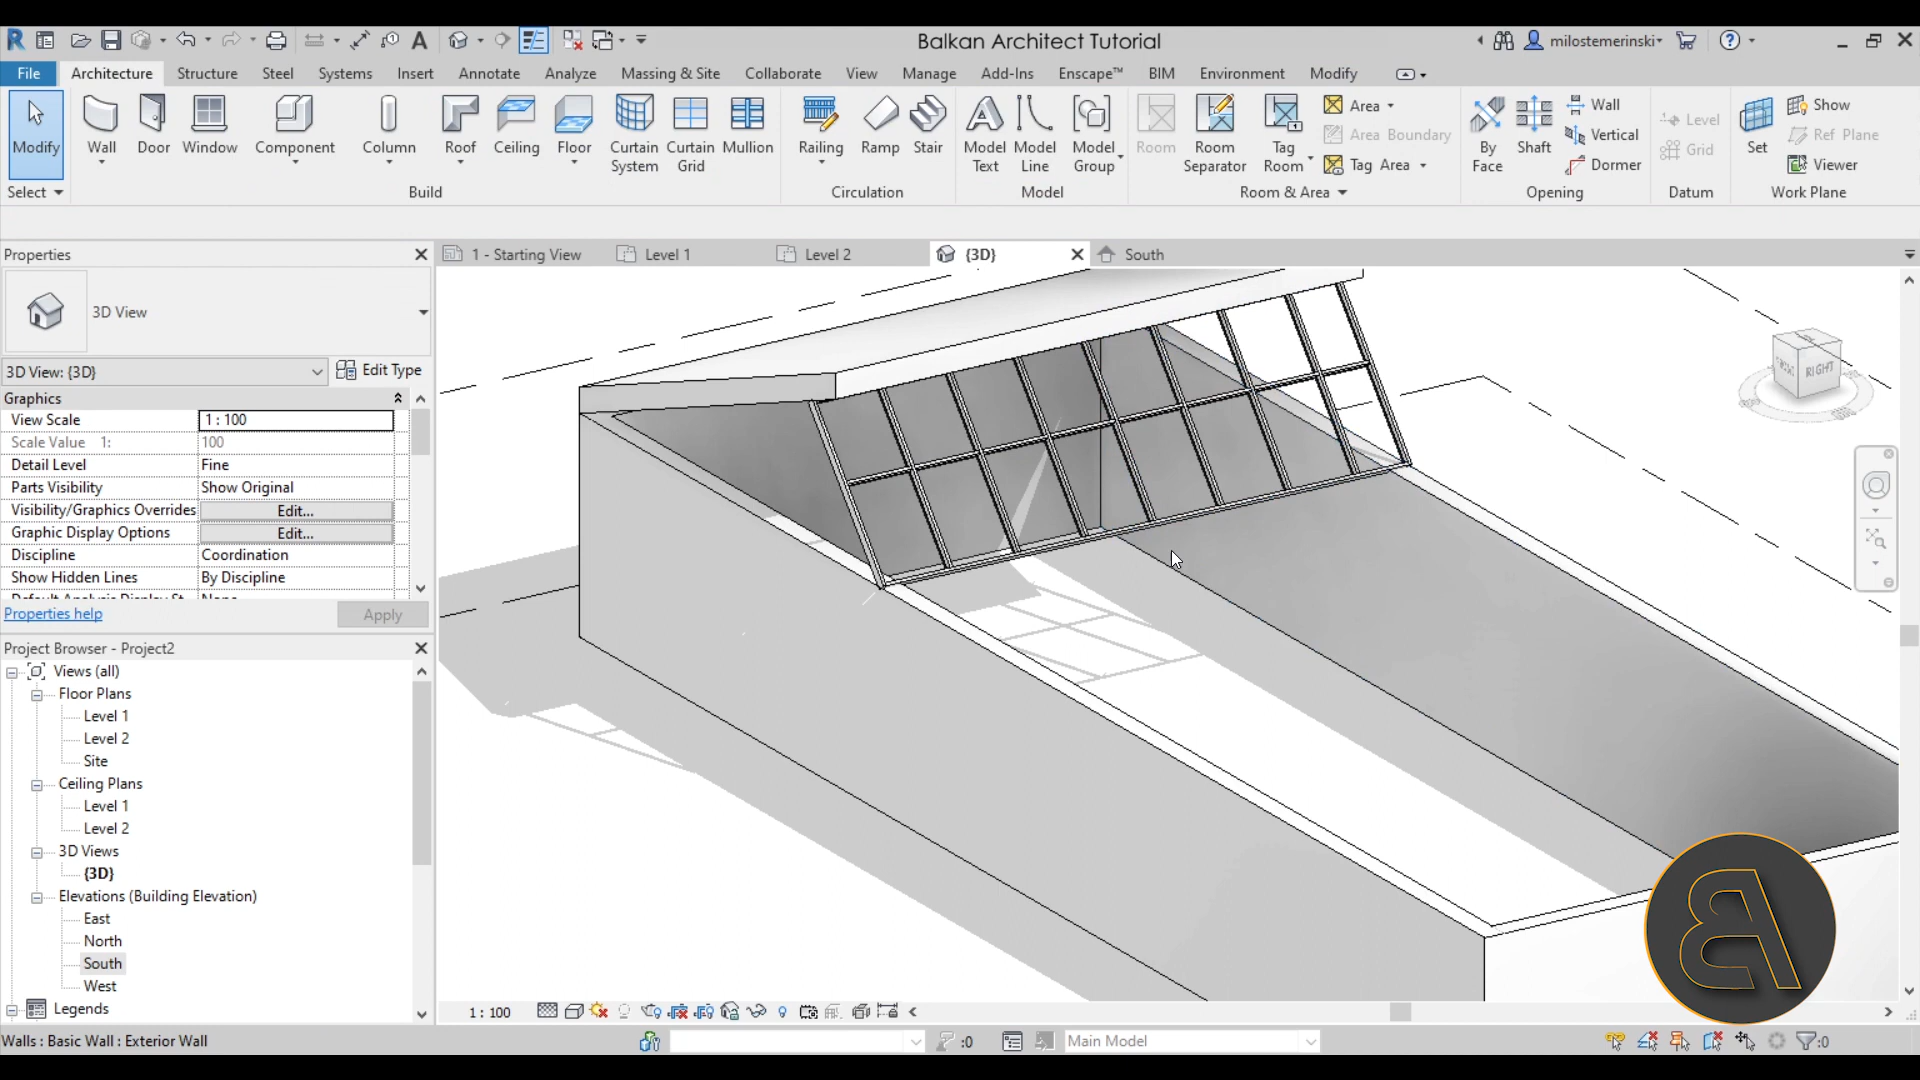 Balkan Architect Tutorial
milostemerinski
File Architecture Structure Steel Systems Insert Annotate Analyze Massing & Site Collaborate View Manage Add-Ins Enscape™ BIM Environment Modify
Modify Wall Door Window Component Column Roof Ceiling Floor Curtain System Curtain Grid Mullion Railing Ramp Stair Model Text Model Line Model Group Room Room Separator Tag Room
Area
Area Boundary
Tag Area
By Face Shaft
Wall
Vertical
Dormer
Level
Grid
Set
Show
Ref Plane
Viewer
Select Build Circulation Model Room & Area Opening Datum Work Plane
Properties
1 - Starting View Level 1 Level 2 {3D} South
3D View
3D View: {3D} Edit Type
Graphics
View Scale 1 : 100
Scale Value 1: 100
Detail Level Fine
Parts Visibility Show Original
Visibility/Graphics Overrides Edit...
Graphic Display Options Edit...
Discipline Coordination
Show Hidden Lines By Discipline
Properties help Apply
Project Browser - Project2
Views (all)
Floor Plans
Level 1
Level 2
Site
Ceiling Plans
Level 1
Level 2
3D Views
{3D}
Elevations (Building Elevation)
East
North
South
West
Legends
RIGHT
1 : 100
Walls : Basic Wall : Exterior Wall
:0
Main Model
:0